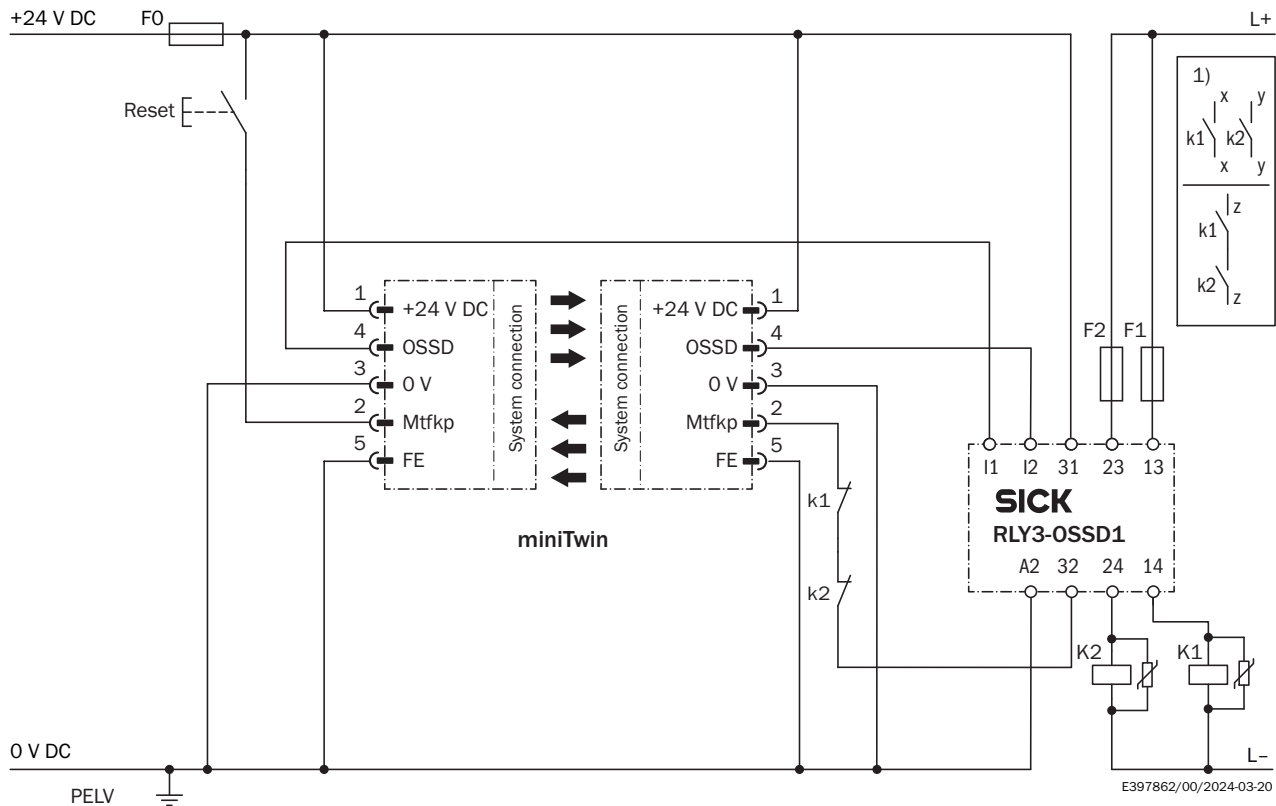 +24 V DC
F0
L+
Reset
1)
x
y
k1
k2
x
y
z
k1
k2
z
1
+24 V DC
4
OSSD
3
0 V
2
Mtfkp
5
FE
System connection
System connection
+24 V DC
1
OSSD
4
0 V
3
Mtfkp
2
FE
5
miniTwin
k1
k2
F2
F1
I1 I2 31 23 13
SICK
RLY3-OSSD1
A2 32 24 14
K2
K1
0 V DC
L–
PELV
E397862/00/2024-03-20